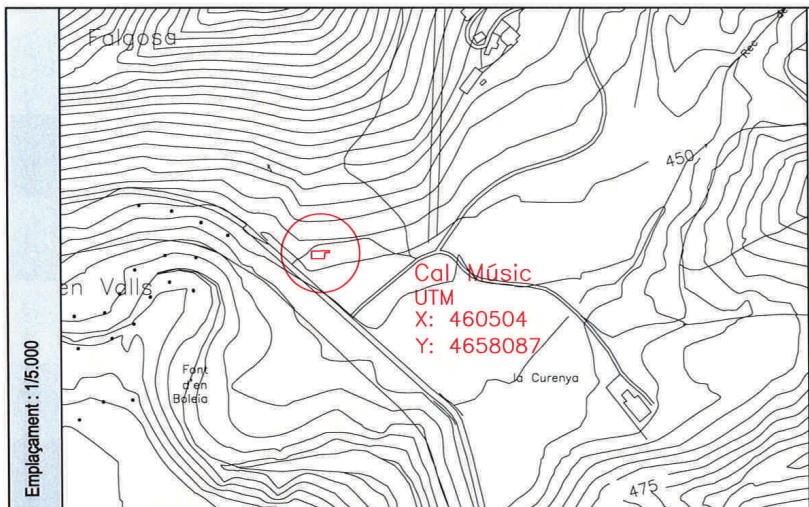 Falgosa
Rec
450
Cal Músic
UTM
X: 460504
Y: 4658087
en Valls
Font
d'en
Boleia
la Curenya
475
Emplaçament : 1/5.000